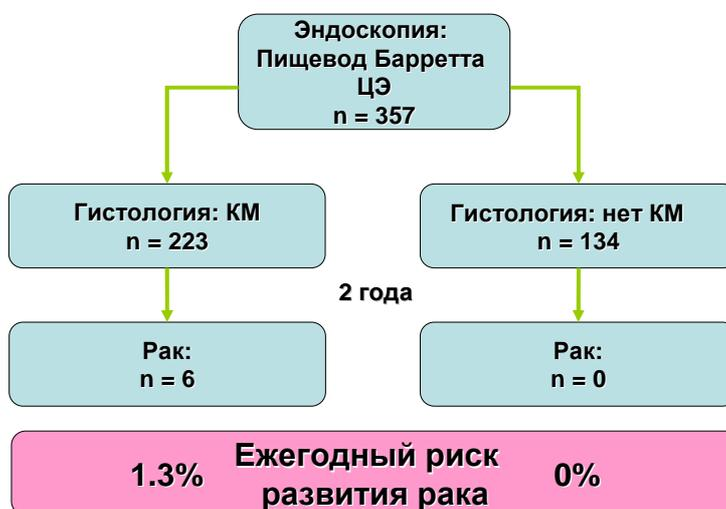 Эндоскопия:
Пищевод Барретта
ЦЭ
n = 357
Гистология: КМ
n = 223
Гистология: нет КМ
n = 134
2 года
Рак:
n = 6
Рак:
n = 0
1.3%
Ежегодный риск
развития рака
0%